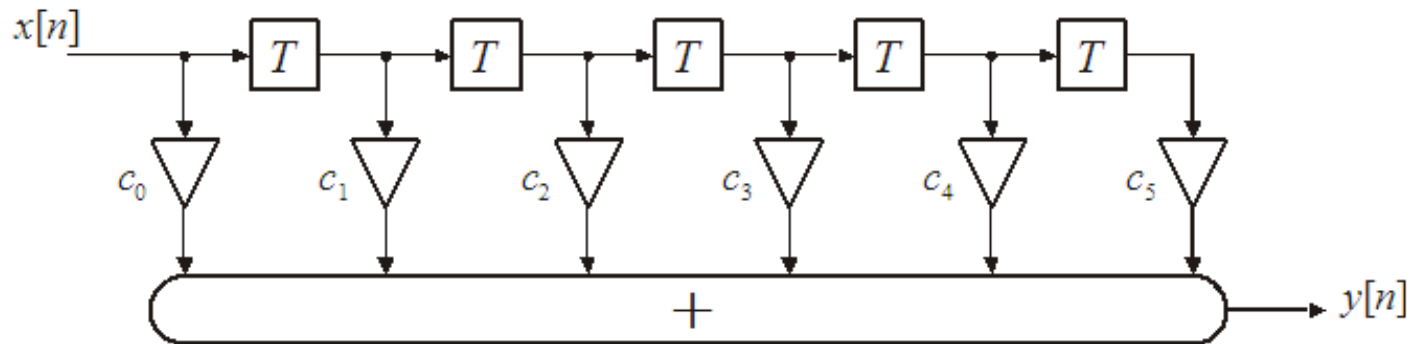 x[n]
T T T T T
c₀ c₁ c₂ c₃ c₄ c₅
+ y[n]